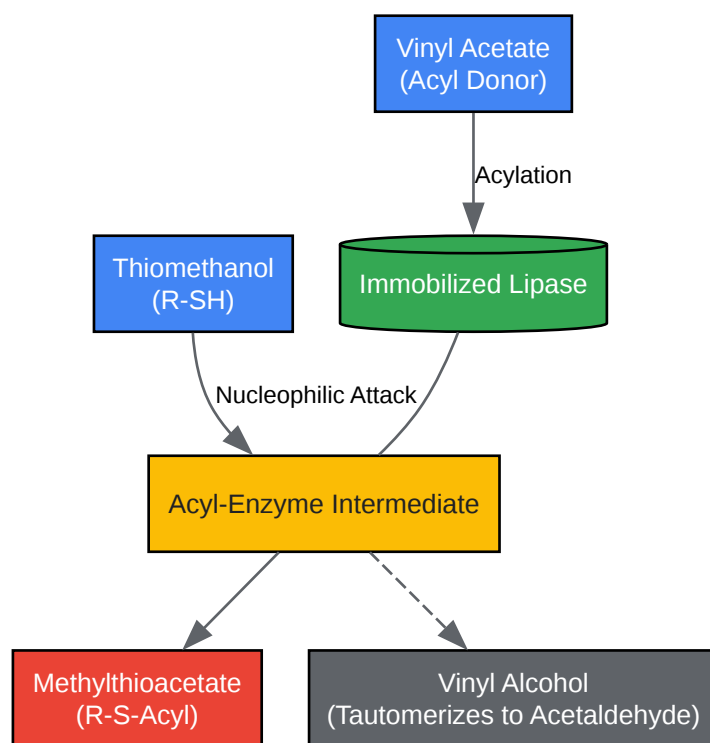 Vinyl Acetate
(Acyl Donor)
Acylation
Thiomethanol
(R-SH)
Immobilized Lipase
Nucleophilic Attack
Acyl-Enzyme Intermediate
Methylthioacetate
(R-S-Acyl)
Vinyl Alcohol
(Tautomerizes to Acetaldehyde)